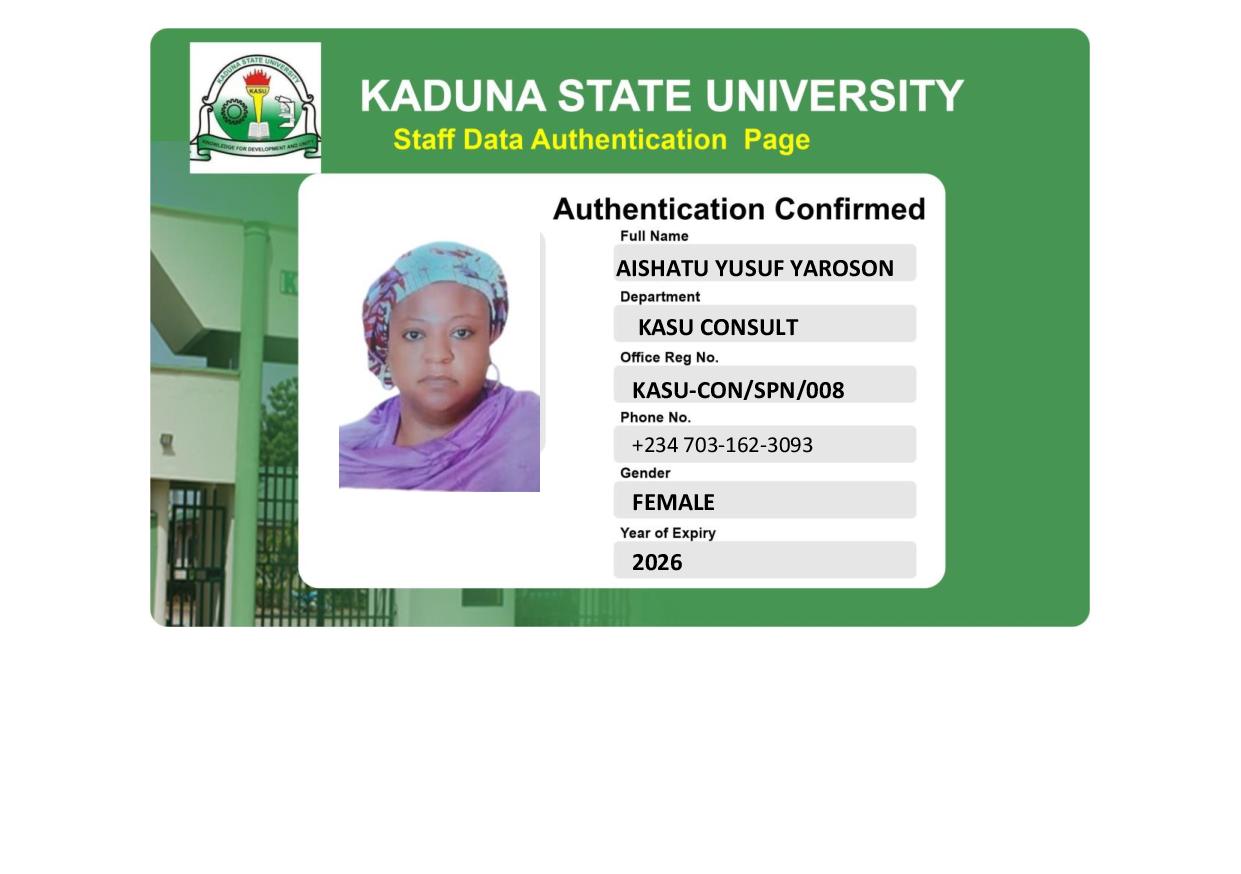 KADUNA STATE UNIVERSITY
KASU
KNOWLEDGE FOR DEVELOPMENT AND UNITY
KADUNA STATE UNIVERSITY
Staff Data Authentication Page
Authentication Confirmed
Full Name
AISHATU YUSUF YAROSON
Department
KASU CONSULT
Office Reg No.
KASU-CON/SPN/008
Phone No.
+234 703-162-3093
Gender
FEMALE
Year of Expiry
2026